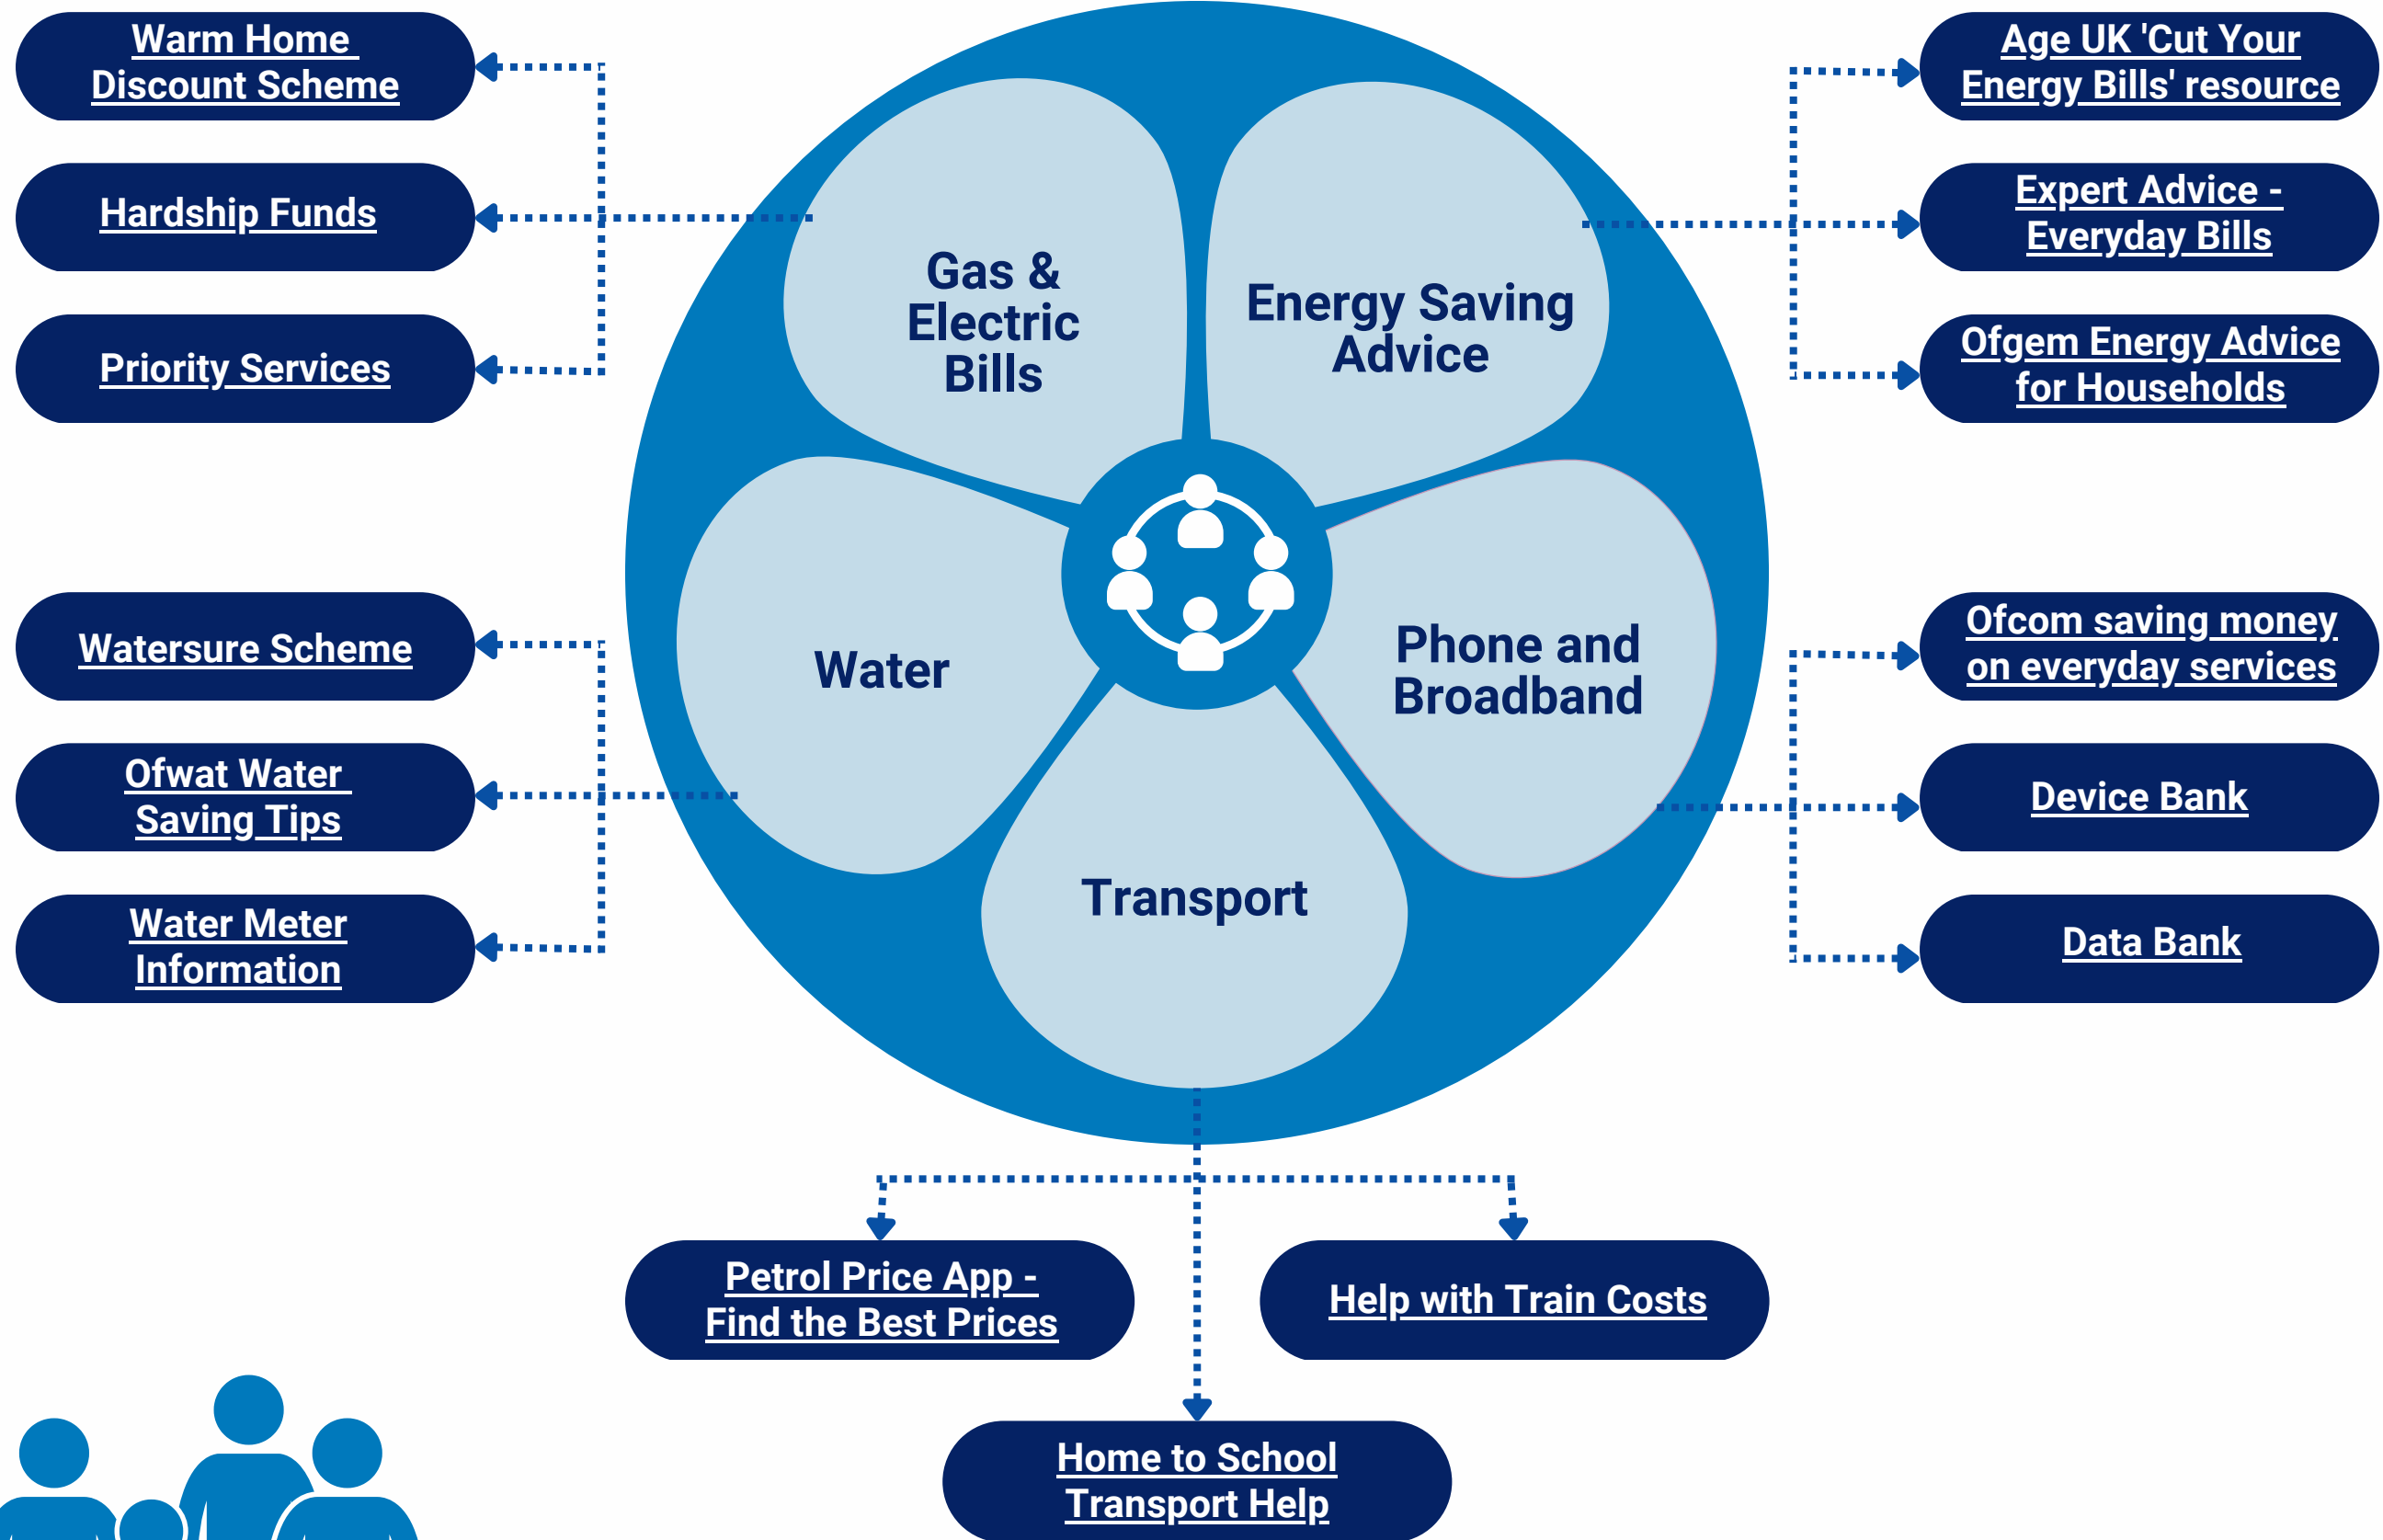 Warm Home
Discount Scheme
Hardship Funds
Priority Services
Gas &
Electric
Bills
Energy Saving
Advice
Age UK 'Cut Your
Energy Bills' resource
Expert Advice -
Everyday Bills
Ofgem Energy Advice
for Households
Watersure Scheme
Ofwat Water
Saving Tips
Water Meter
Information
Water
Phone and
Broadband
Ofcom saving money
on everyday services
Device Bank
Data Bank
Transport
Petrol Price App -
Find the Best Prices
Help with Train Costs
Home to School
Transport Help